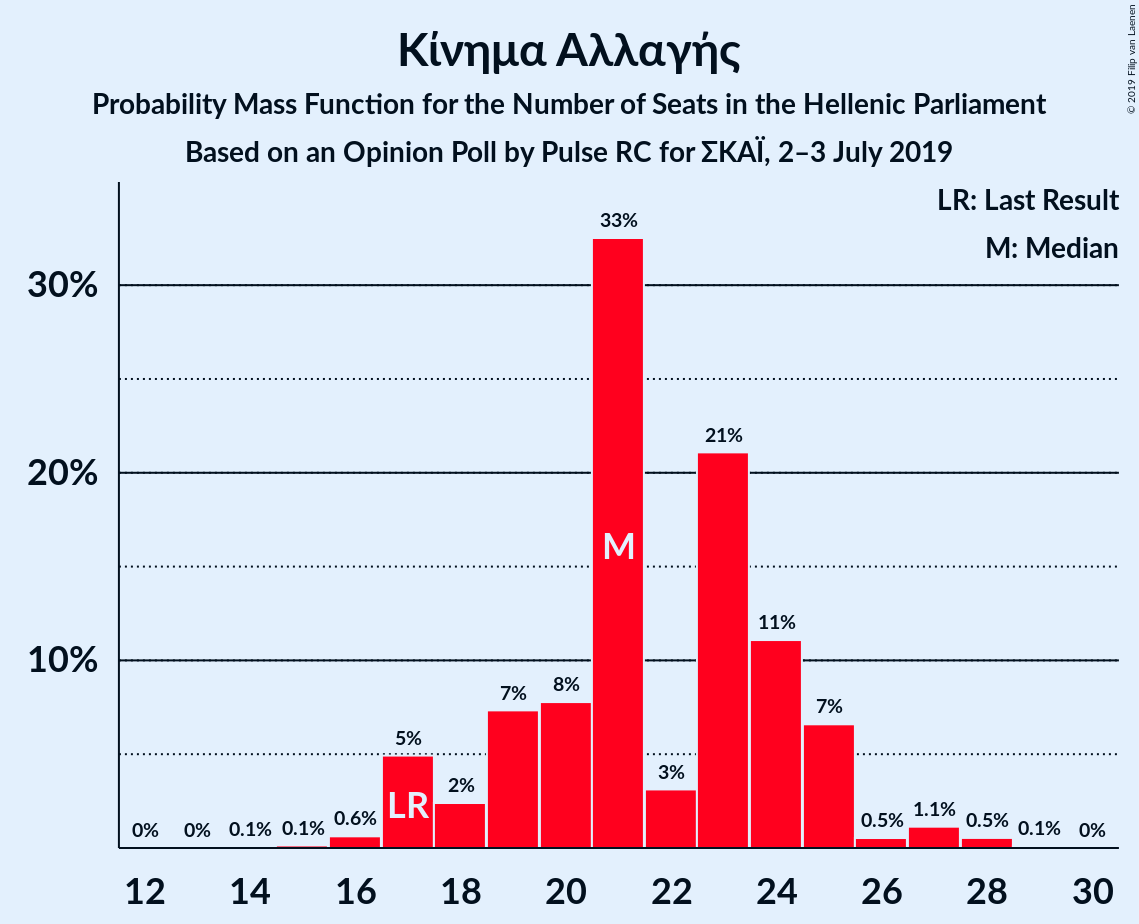 Κίνημα Αλλαγής
Probability Mass Function for the Number of Seats in the Hellenic Parliament
Based on an Opinion Poll by Pulse RC for ΣΚΑΪ, 2–3 July 2019
© 2019 Filip van Laenen
LR: Last Result
M: Median
30%
20%
10%
0%
0%
0.1%
0.1%
0.6%
5%
2%
7%
8%
33%
3%
21%
11%
7%
0.5%
1.1%
0.5%
0.1%
0%
LR
M
12 14 16 18 20 22 24 26 28 30